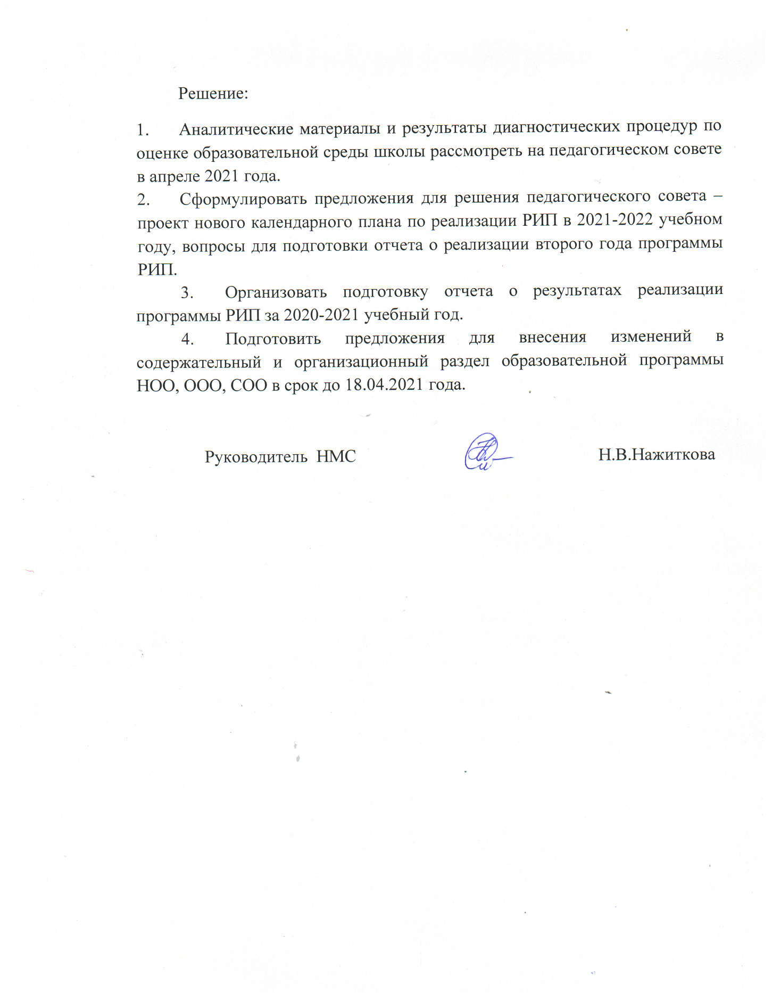 Решение:
1. Аналитические материалы и результаты диагностических процедур по
оценке образовательной среды школы рассмотреть на педагогическом совете
в апреле 2021 года.
2. Сформулировать предложения для решения педагогического совета –
проект нового календарного плана по реализации РИП в 2021-2022 учебном
году, вопросы для подготовки отчета о реализации второго года программы
РИП.
3. Организовать подготовку отчета о результатах реализации
программы РИП за 2020-2021 учебный год.
4. Подготовить предложения для внесения изменений в
содержательный и организационный раздел образовательной программы
НОО, ООО, СОО в срок до 18.04.2021 года.
Руководитель НМС Н.В.Нажиткова